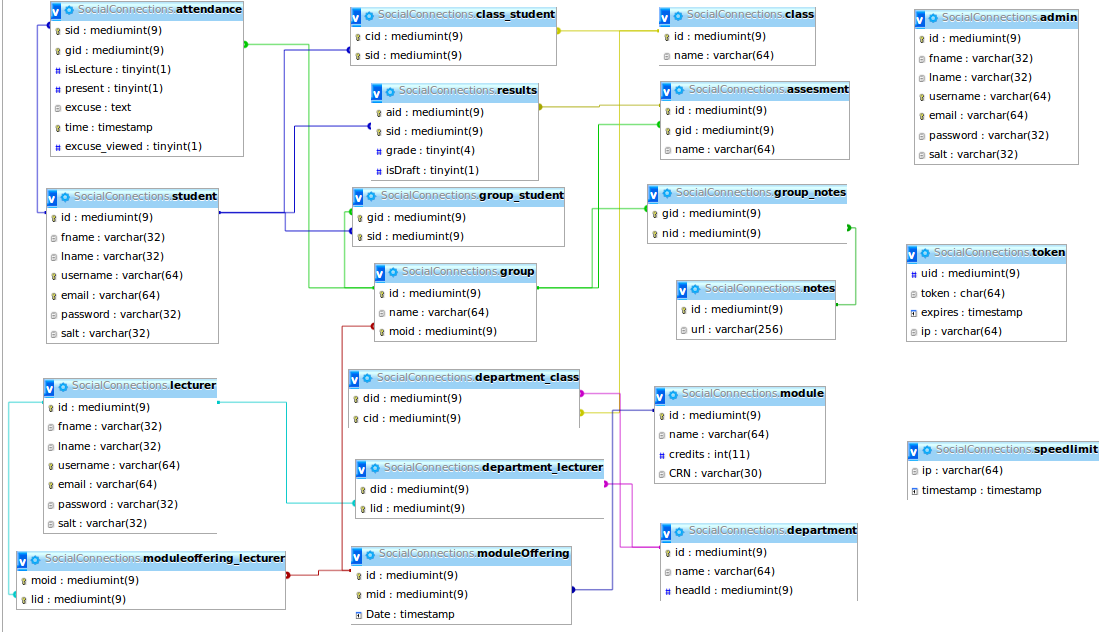 SocialConnections.attendance
sid : mediumint(9)
gid : mediumint(9)
isLecture : tinyint(1)
present : tinyint(1)
excuse : text
time : timestamp
excuse_viewed : tinyint(1)
SocialConnections.class_student
cid : mediumint(9)
sid : mediumint(9)
SocialConnections.class
id : mediumint(9)
name : varchar(64)
SocialConnections.admin
id : mediumint(9)
fname : varchar(32)
lname : varchar(32)
username : varchar(64)
email : varchar(64)
password : varchar(32)
salt : varchar(32)
SocialConnections.results
aid : mediumint(9)
sid : mediumint(9)
grade : tinyint(4)
isDraft : tinyint(1)
SocialConnections.assesment
id : mediumint(9)
gid : mediumint(9)
name : varchar(64)
SocialConnections.student
id : mediumint(9)
fname : varchar(32)
lname : varchar(32)
username : varchar(64)
email : varchar(64)
password : varchar(32)
salt : varchar(32)
SocialConnections.group_student
gid : mediumint(9)
sid : mediumint(9)
SocialConnections.group_notes
gid : mediumint(9)
nid : mediumint(9)
SocialConnections.group
id : mediumint(9)
name : varchar(64)
moid : mediumint(9)
SocialConnections.notes
id : mediumint(9)
url : varchar(256)
SocialConnections.token
uid : mediumint(9)
token : char(64)
expires : timestamp
ip : varchar(64)
SocialConnections.lecturer
id : mediumint(9)
fname : varchar(32)
lname : varchar(32)
username : varchar(64)
email : varchar(64)
password : varchar(32)
salt : varchar(32)
SocialConnections.department_class
did : mediumint(9)
cid : mediumint(9)
SocialConnections.module
id : mediumint(9)
name : varchar(64)
credits : int(11)
CRN : varchar(30)
SocialConnections.department_lecturer
did : mediumint(9)
lid : mediumint(9)
SocialConnections.speedlimit
ip : varchar(64)
timestamp : timestamp
SocialConnections.moduleoffering_lecturer
moid : mediumint(9)
lid : mediumint(9)
SocialConnections.moduleOffering
id : mediumint(9)
mid : mediumint(9)
Date : timestamp
SocialConnections.department
id : mediumint(9)
name : varchar(64)
headId : mediumint(9)